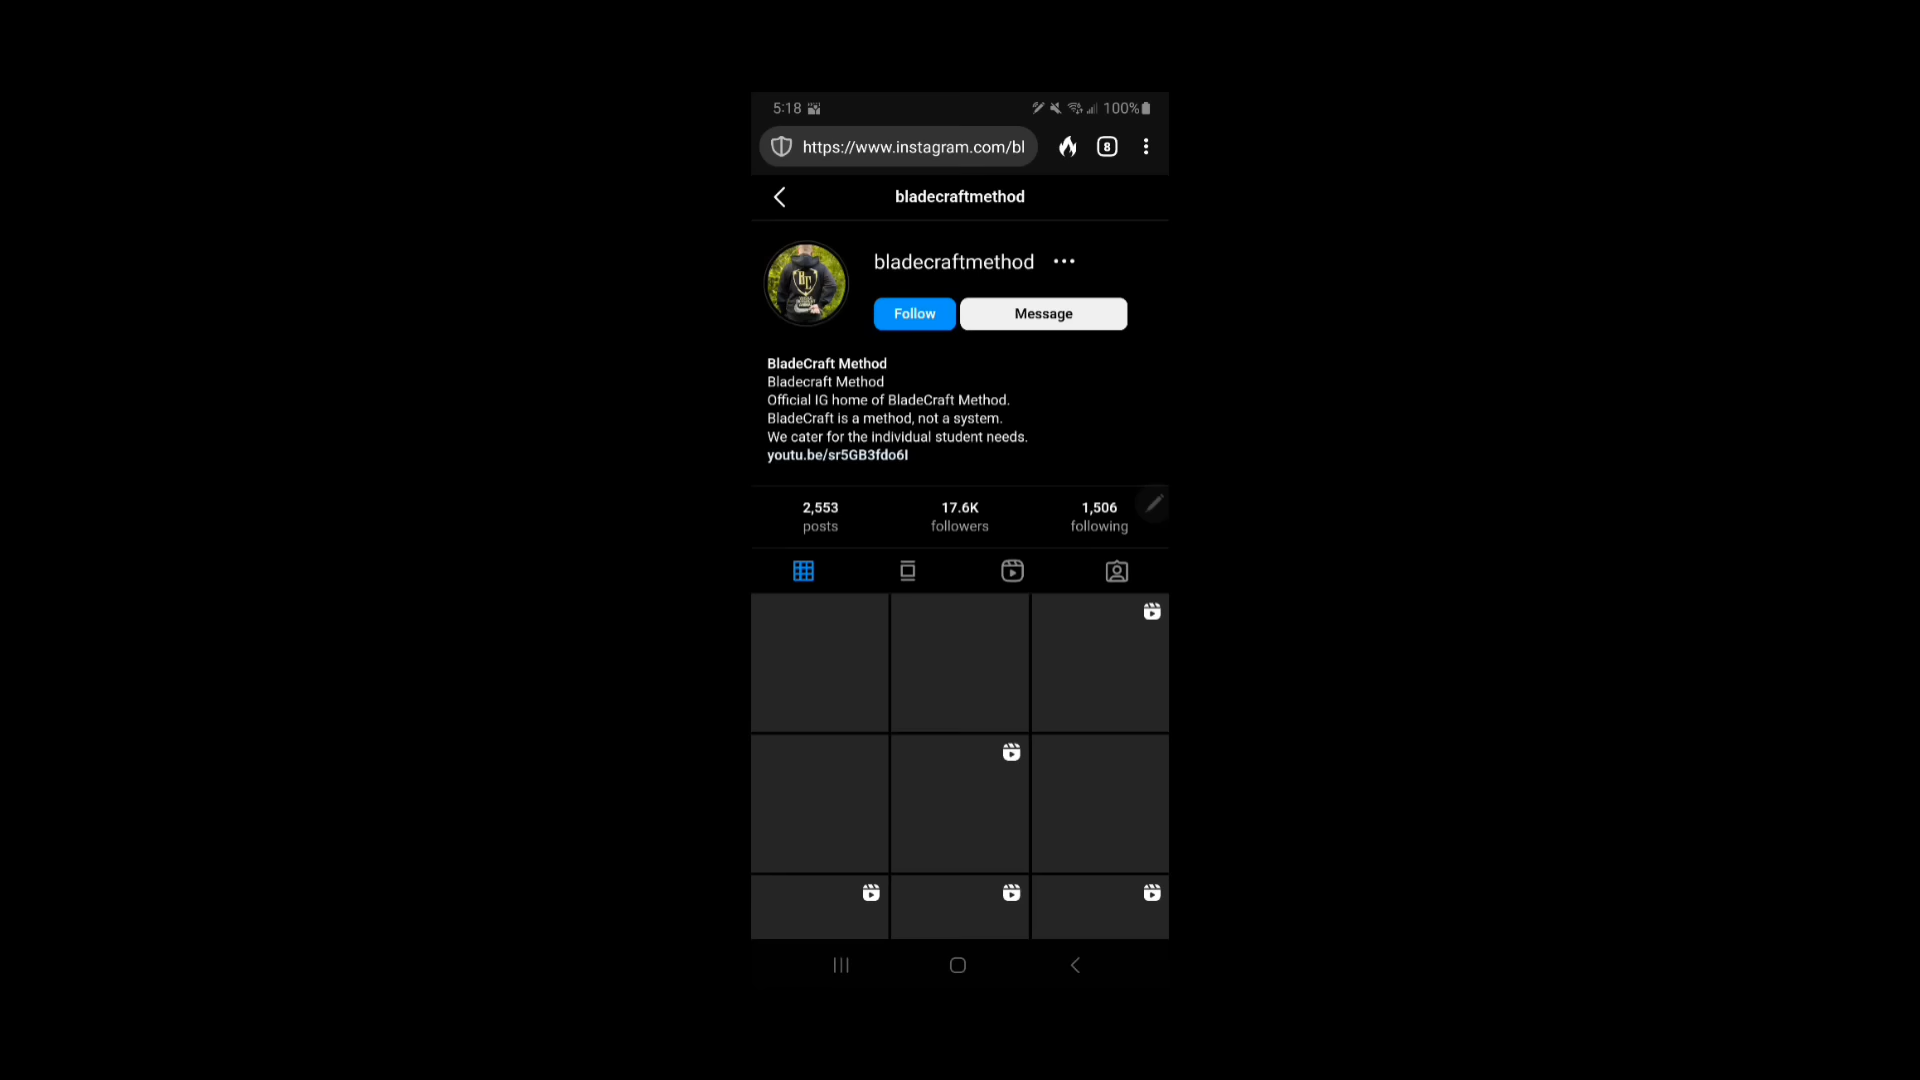 5:18
100%
https://www.instagram.com/bl
8
bladecraftmethod
bladecraftmethod
Follow
Message
BladeCraft Method
Bladecraft Method
Official IG home of BladeCraft Method.
BladeCraft is a method, not a system.
We cater for the individual student needs.
youtu.be/sr5GB3fdo6I
2,553
17.6K
1,506
posts
followers
following